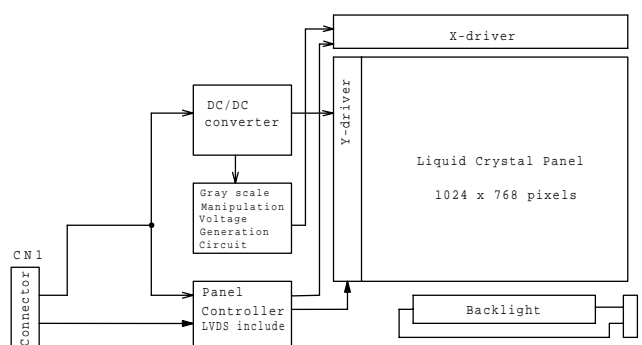 X-driver
DC/DC
converter
Y-driver
Liquid Crystal Panel
1024 x 768 pixels
Gray scale
Manipulation
Voltage
Generation
Circuit
CN1
Connector
Panel
Controller
LVDS include
Backlight